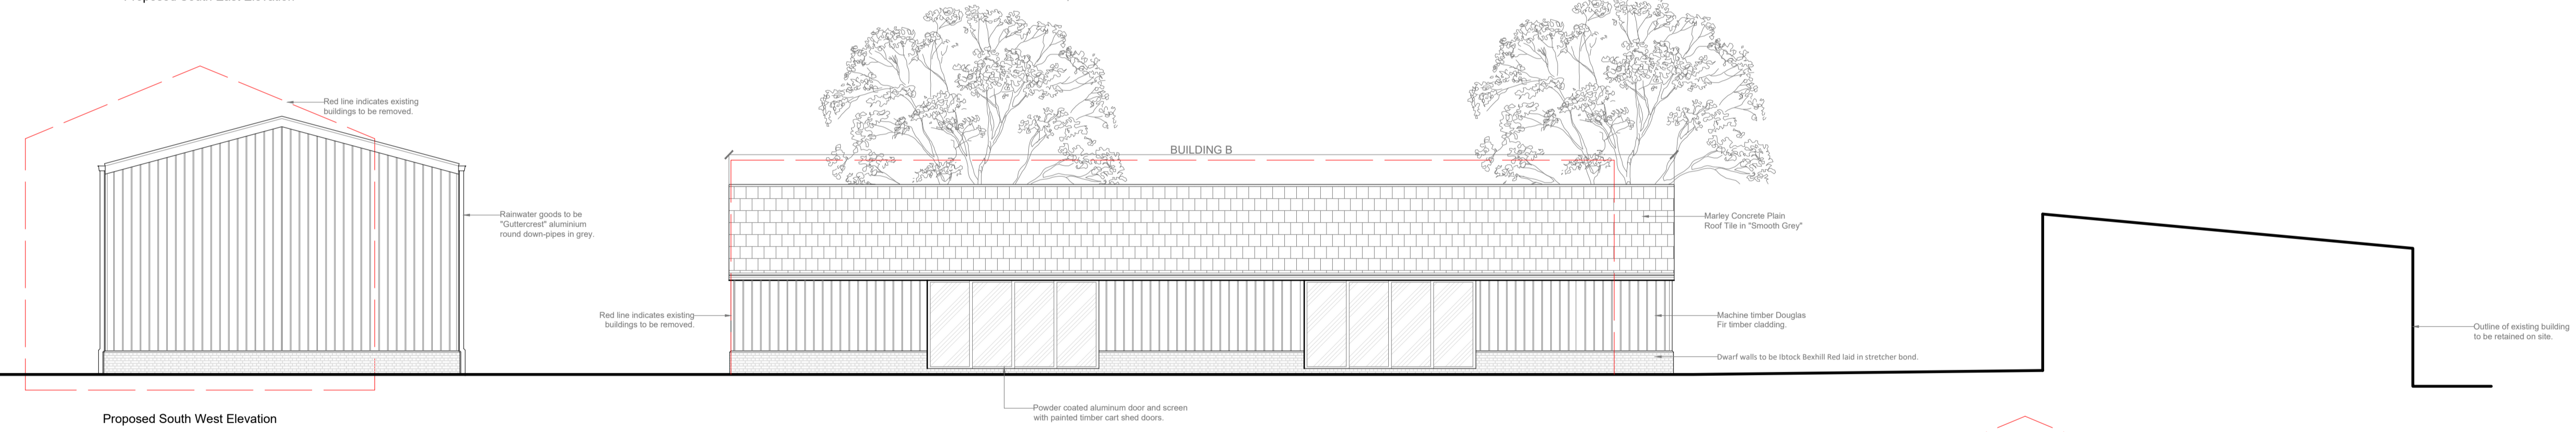 Red line indicates existing
buildings to be removed.
BUILDING B
Rainwater goods to be
"Guttercrest" aluminium
round down-pipes in grey.
Marley Concrete Plain
Roof Tile in "Smooth Grey"
Red line indicates existing
buildings to be removed.
Machine timber Douglas
Fir timber cladding.
Outline of existing building
to be retained on site.
Dwarf walls to be Ibtock Bexhill Red laid in stretcher bond.
Powder coated aluminum door and screen
with painted timber cart shed doors.
Proposed South West Elevation